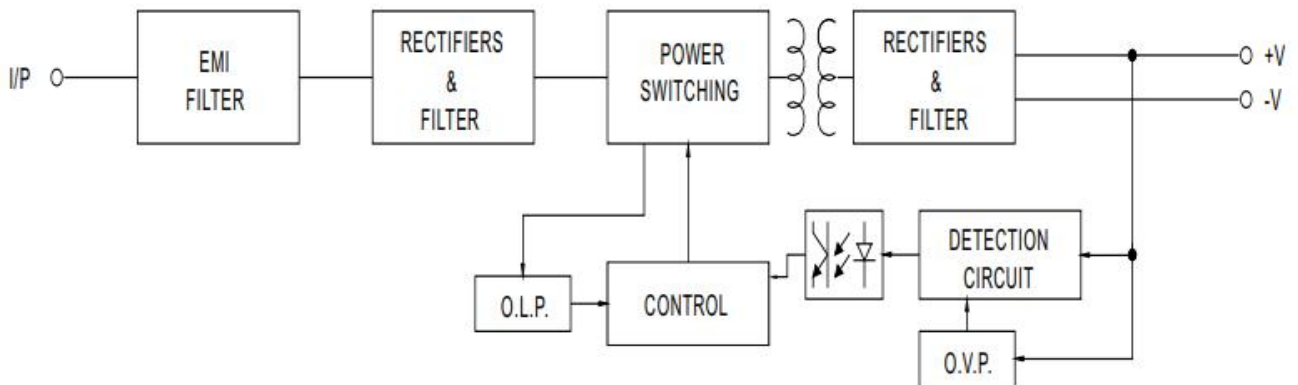 I/P
EMI
FILTER
RECTIFIERS
&
FILTER
POWER
SWITCHING
RECTIFIERS
&
FILTER
+V
-V
O.L.P.
CONTROL
DETECTION
CIRCUIT
O.V.P.